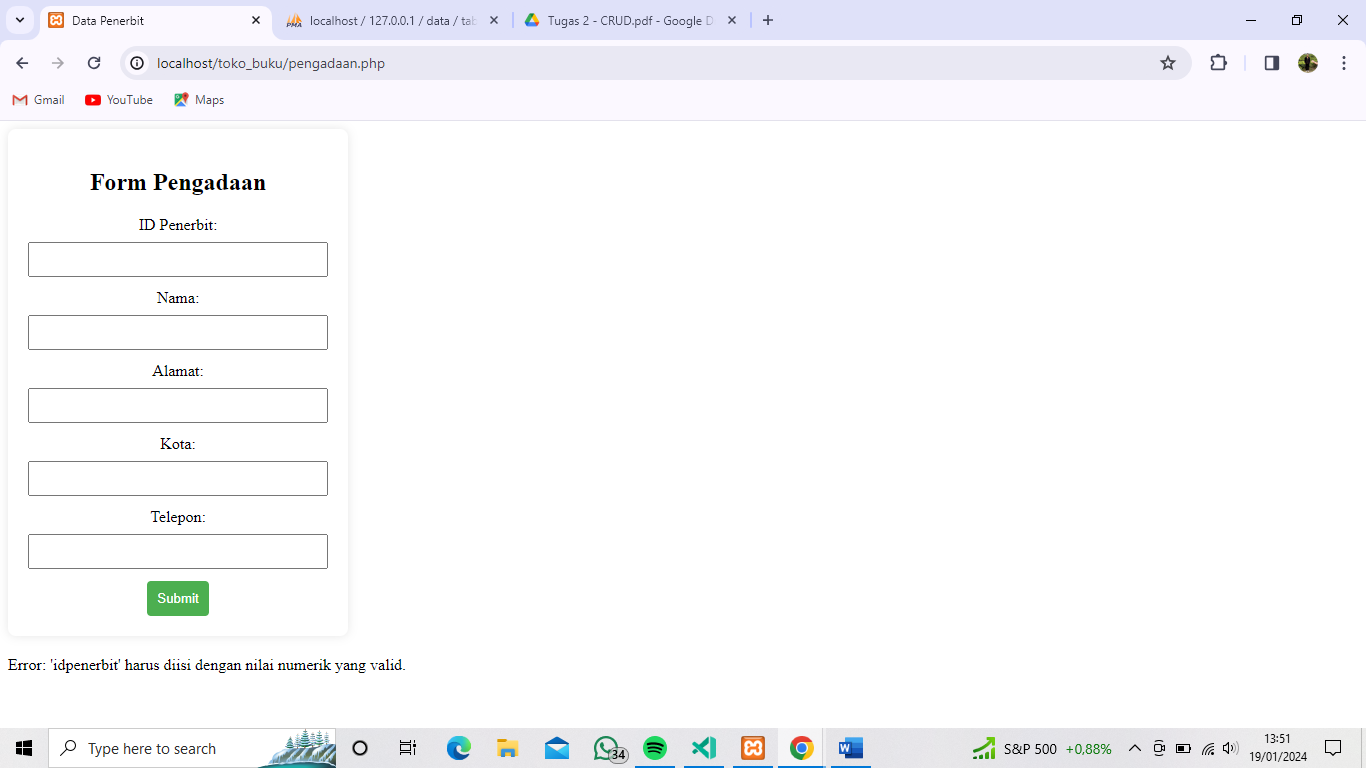 Data Penerbit
localhost / 127.0.0.1 / data / tab
Tugas 2 - CRUD.pdf - Google D
localhost/toko_buku/pengadaan.php
Gmail
YouTube
Maps
Form Pengadaan
ID Penerbit:
Nama:
Alamat:
Kota:
Telepon:
Submit
Error: 'idpenerbit' harus diisi dengan nilai numerik yang valid.
Type here to search
34
S&P 500 +0,88%
13:51
19/01/2024